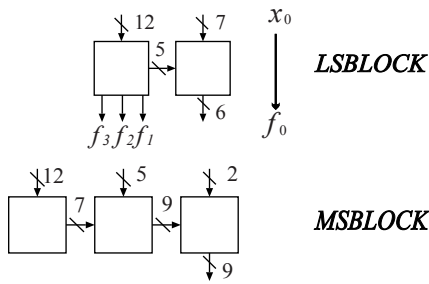 12 7 x₀
5 LSBLOCK
6
f₃ f₂ f₁ f₀
12 5 2
7 9 MSBLOCK
9